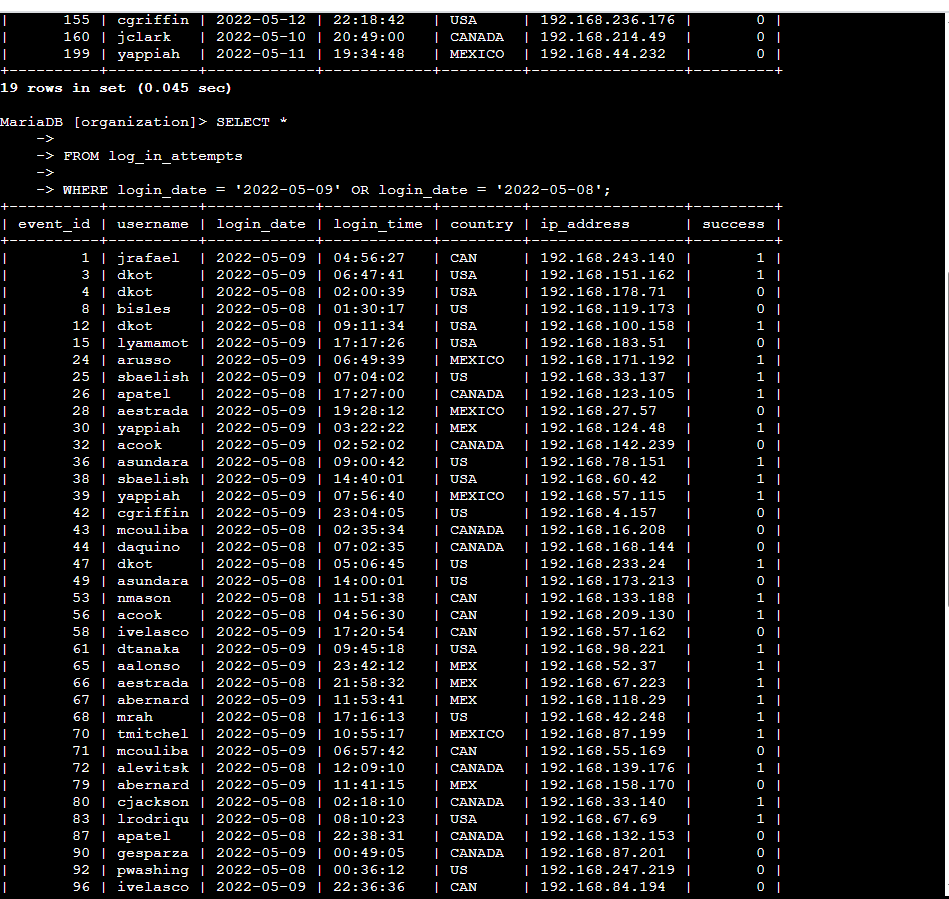 |       155 | cgriffin | 2022-05-12 | 22:18:42   | USA     | 192.168.236.176 |       0 |
|       160 | jclark   | 2022-05-10 | 20:49:00   | CANADA  | 192.168.214.49  |       0 |
|       199 | yappiah  | 2022-05-11 | 19:34:48   | MEXICO  | 192.168.44.232  |       0 |
+----------+----------+------------+------------+---------+-----------------+---------+
19 rows in set (0.045 sec)
MariaDB [organization]> SELECT *
    ->
    -> FROM log_in_attempts
    ->
    -> WHERE login_date = '2022-05-09' OR login_date = '2022-05-08';
+----------+----------+------------+------------+---------+-----------------+---------+
| event_id | username | login_date | login_time | country | ip_address      | success |
+----------+----------+------------+------------+---------+-----------------+---------+
|        1 | jrafael  | 2022-05-09 | 04:56:27   | CAN     | 192.168.243.140 |       1 |
|        3 | dkot     | 2022-05-09 | 06:47:41   | USA     | 192.168.151.162 |       1 |
|        4 | dkot     | 2022-05-08 | 02:00:39   | USA     | 192.168.178.71  |       0 |
|        8 | bisles   | 2022-05-08 | 01:30:17   | US      | 192.168.119.173 |       0 |
|       12 | dkot     | 2022-05-08 | 09:11:34   | USA     | 192.168.100.158 |       1 |
|       15 | lyamamot | 2022-05-09 | 17:17:26   | USA     | 192.168.183.51  |       0 |
|       24 | arusso   | 2022-05-09 | 06:49:39   | MEXICO  | 192.168.171.192 |       1 |
|       25 | sbaelish | 2022-05-09 | 07:04:02   | US      | 192.168.33.137  |       1 |
|       26 | apatel   | 2022-05-08 | 17:27:00   | CANADA  | 192.168.123.105 |       1 |
|       28 | aestrada | 2022-05-09 | 19:28:12   | MEXICO  | 192.168.27.57   |       0 |
|       30 | yappiah  | 2022-05-09 | 03:22:22   | MEX     | 192.168.124.48  |       1 |
|       32 | acook    | 2022-05-09 | 02:52:02   | CANADA  | 192.168.142.239 |       0 |
|       36 | asundara | 2022-05-08 | 09:00:42   | US      | 192.168.78.151  |       1 |
|       38 | sbaelish | 2022-05-08 | 14:40:01   | USA     | 192.168.60.42   |       1 |
|       39 | yappiah  | 2022-05-09 | 07:56:40   | MEXICO  | 192.168.57.115  |       1 |
|       42 | cgriffin | 2022-05-09 | 23:04:05   | US      | 192.168.4.157   |       0 |
|       43 | mcouliba | 2022-05-08 | 02:35:34   | CANADA  | 192.168.16.208  |       0 |
|       44 | daquino  | 2022-05-08 | 07:02:35   | CANADA  | 192.168.168.144 |       0 |
|       47 | dkot     | 2022-05-08 | 05:06:45   | US      | 192.168.233.24  |       1 |
|       49 | asundara | 2022-05-08 | 14:00:01   | US      | 192.168.173.213 |       0 |
|       53 | nmason   | 2022-05-08 | 11:51:38   | CAN     | 192.168.133.188 |       1 |
|       56 | acook    | 2022-05-08 | 04:56:30   | CAN     | 192.168.209.130 |       1 |
|       58 | ivelasco | 2022-05-09 | 17:20:54   | CAN     | 192.168.57.162  |       0 |
|       61 | dtanaka  | 2022-05-09 | 09:45:18   | USA     | 192.168.98.221  |       1 |
|       65 | aalonso  | 2022-05-09 | 23:42:12   | MEX     | 192.168.52.37   |       1 |
|       66 | aestrada | 2022-05-08 | 21:58:32   | MEX     | 192.168.67.223  |       1 |
|       67 | abernard | 2022-05-09 | 11:53:41   | MEX     | 192.168.118.29  |       1 |
|       68 | mrah     | 2022-05-08 | 17:16:13   | US      | 192.168.42.248  |       1 |
|       70 | tmitchel | 2022-05-09 | 10:55:17   | MEXICO  | 192.168.87.199  |       1 |
|       71 | mcouliba | 2022-05-09 | 06:57:42   | CAN     | 192.168.55.169  |       0 |
|       72 | alevitsk | 2022-05-08 | 12:09:10   | CANADA  | 192.168.139.176 |       1 |
|       79 | abernard | 2022-05-09 | 11:41:15   | MEX     | 192.168.158.170 |       0 |
|       80 | cjackson | 2022-05-08 | 02:18:10   | CANADA  | 192.168.33.140  |       1 |
|       83 | lrodriqu | 2022-05-08 | 08:10:23   | USA     | 192.168.67.69   |       1 |
|       87 | apatel   | 2022-05-08 | 22:38:31   | CANADA  | 192.168.132.153 |       0 |
|       90 | gesparza | 2022-05-09 | 00:49:05   | CANADA  | 192.168.87.201  |       0 |
|       92 | pwashing | 2022-05-08 | 00:36:12   | US      | 192.168.247.219 |       0 |
|       96 | ivelasco | 2022-05-09 | 22:36:36   | CAN     | 192.168.84.194  |       0 |